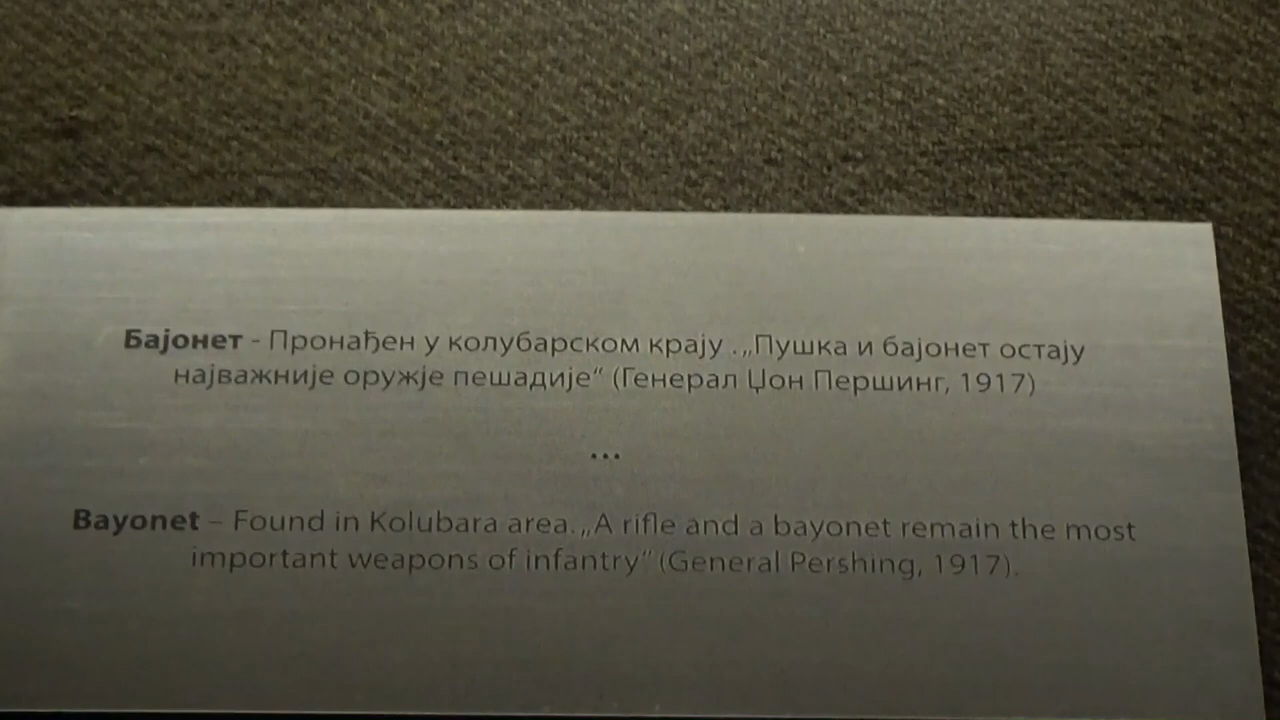 Бајонет - Пронађен у колубарском крају .„Пушка и бајонет остају
најважније оружје пешадије“ (Генерал Џон Першинг, 1917)
...
Bayonet – Found in Kolubara area.„A rifle and a bayonet remain the most
important weapons of infantry“ (General Pershing, 1917).